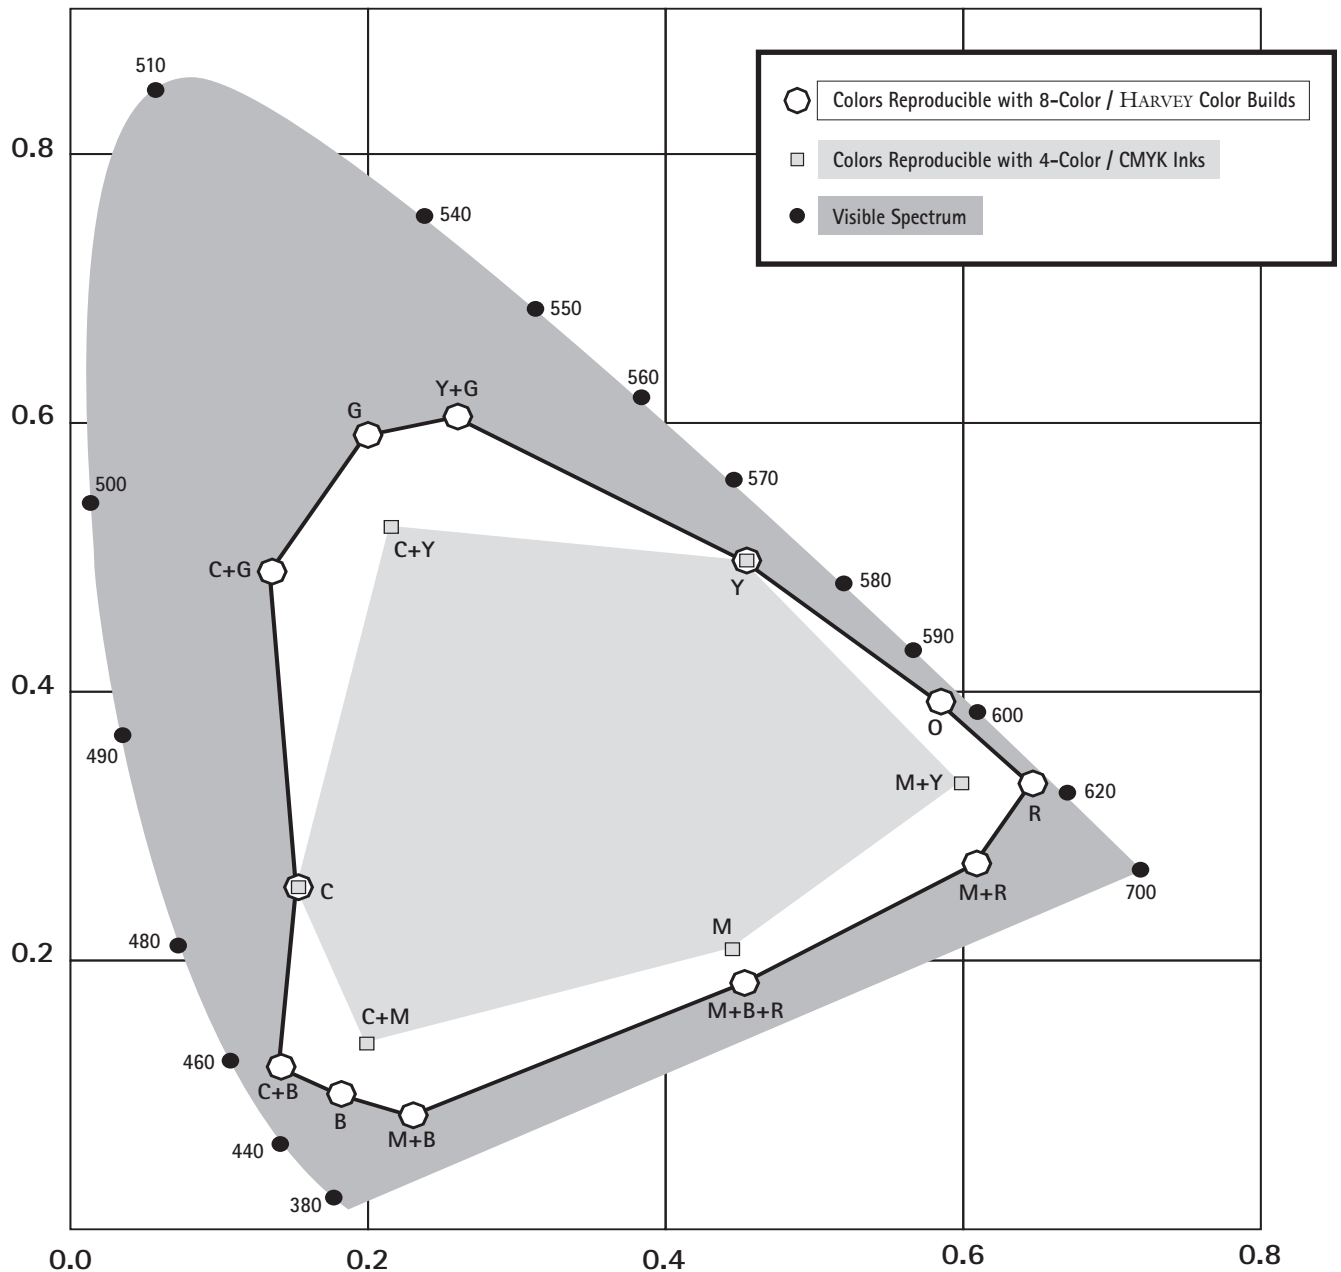 510
Colors Reproducible with 8-Color / HARVEY Color Builds
0.8
Colors Reproducible with 4-Color / CMYK Inks
540
Visible Spectrum
550
560
Y+G
0.6
G
570
500
C+Y
C+G
580
Y
590
0.4
600
O
490
M+Y
620
R
C
M+R
700
M
480
0.2
M+B+R
C+M
460
C+B
B
M+B
440
380
0.0
0.2
0.4
0.6
0.8